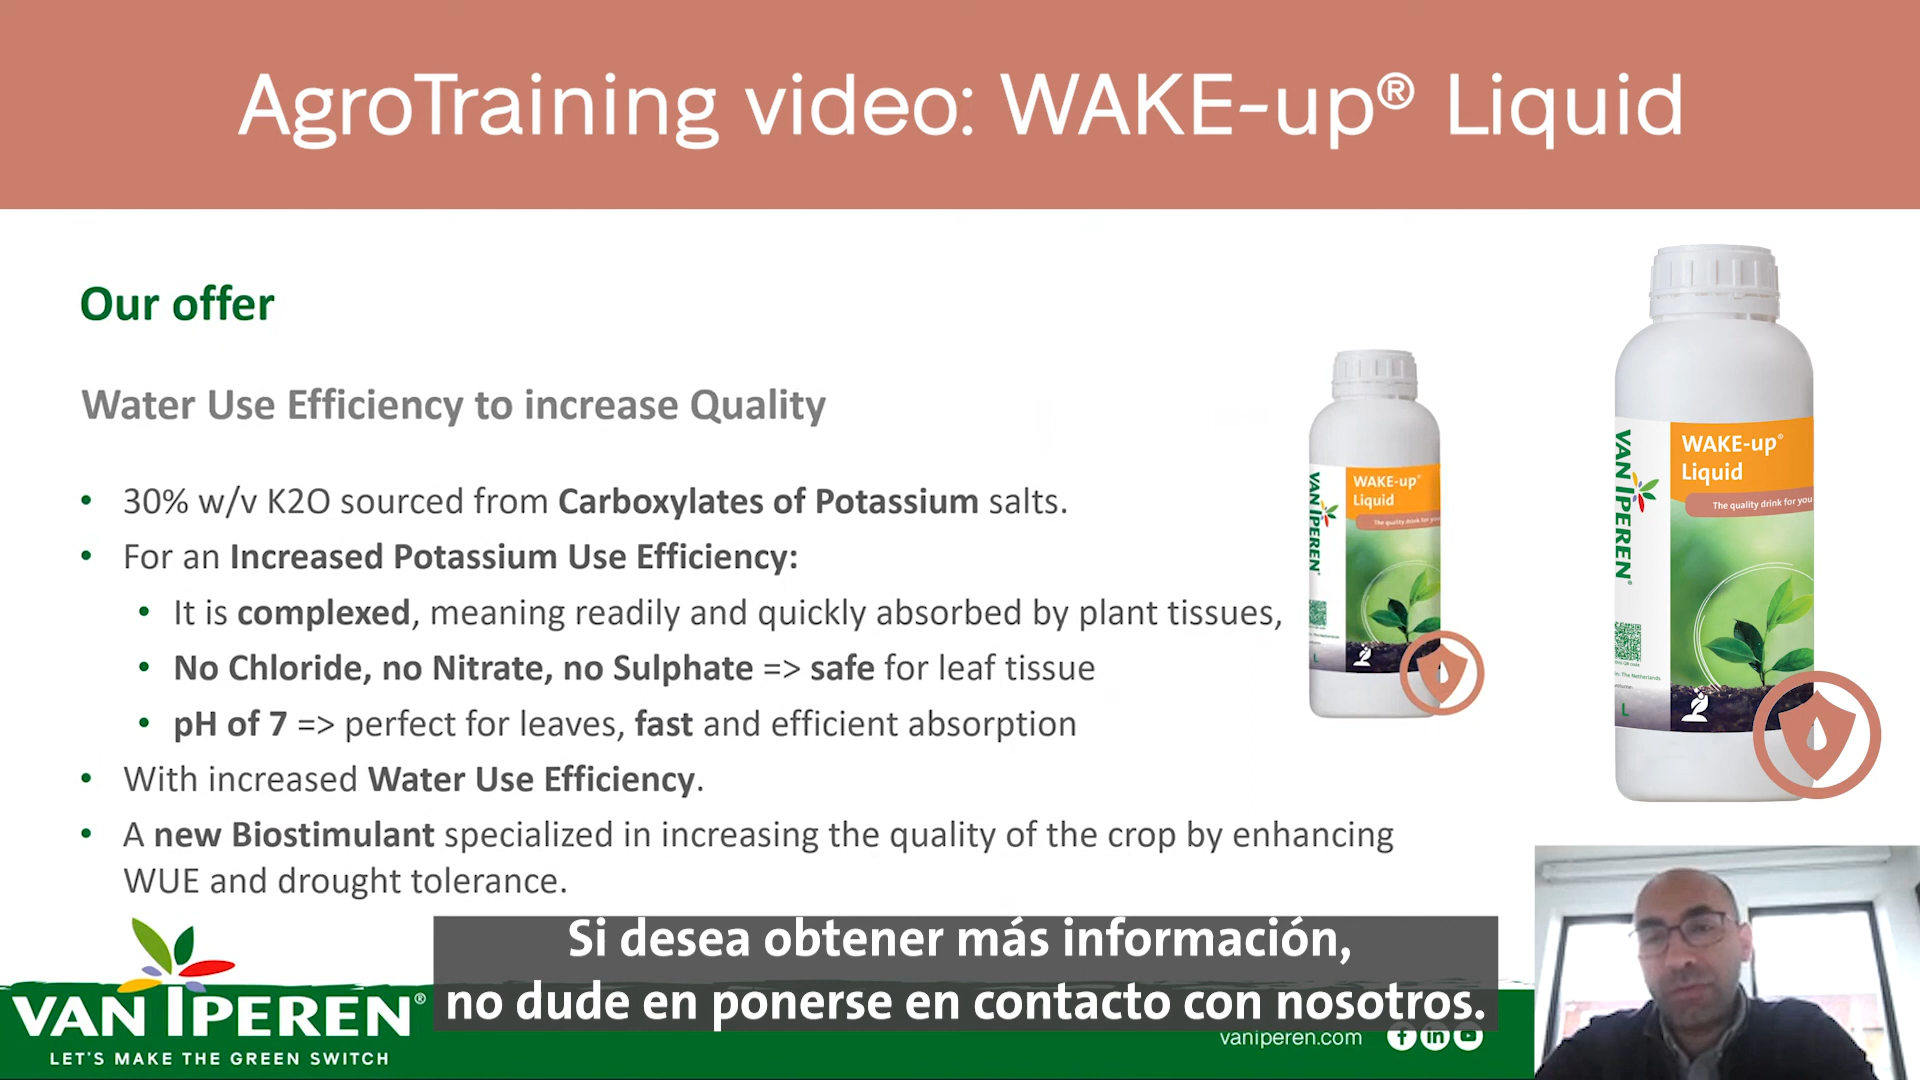 AgroTraining video: WAKE-up® Liquid
Our offer
Water Use Efficiency to increase Quality
• 30% w/v K2O sourced from Carboxylates of Potassium salts.
• For an Increased Potassium Use Efficiency:
• It is complexed, meaning readily and quickly absorbed by plant tissues,
• No Chloride, no Nitrate, no Sulphate => safe for leaf tissue
• pH of 7 => perfect for leaves, fast and efficient absorption
• With increased Water Use Efficiency.
• A new Biostimulant specialized in increasing the quality of the crop by enhancing
WUE and drought tolerance.
WAKE-up®
Liquid
The quality drink for your
VAN IPEREN
L
WAKE-up®
Liquid
The quality drink for you
VAN IPEREN®
L
Si desea obtener más información,
no dude en ponerse en contacto con nosotros.
VAN IPEREN®
LET'S MAKE THE GREEN SWITCH
vaniperen.com